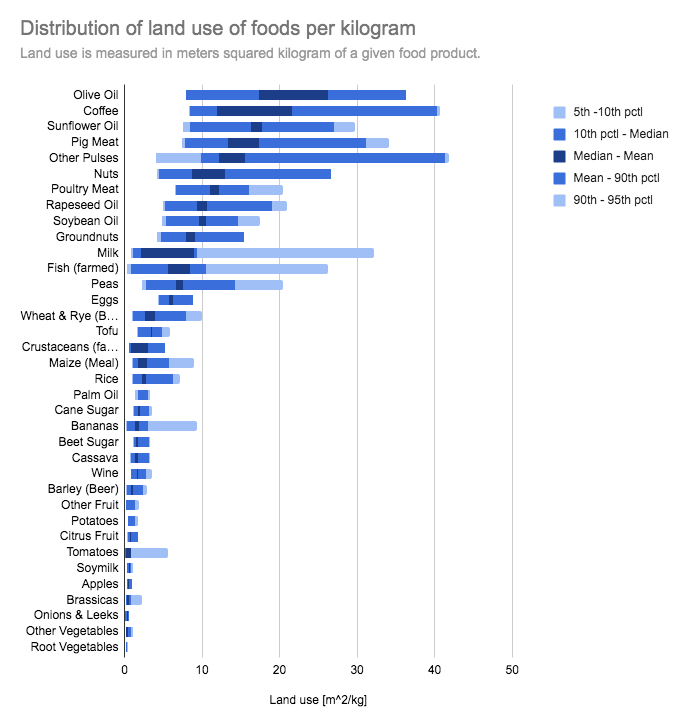 Distribution of land use of foods per kilogram
Land use is measured in meters squared kilogram of a given food product.
Olive Oil
Coffee
Sunflower Oil
Pig Meat
Other Pulses
Nuts
Poultry Meat
Rapeseed Oil
Soybean Oil
Groundnuts
Milk
Fish (farmed)
Peas
Eggs
Wheat & Rye (B...
Tofu
Crustaceans (fa...
Maize (Meal)
Rice
Palm Oil
Cane Sugar
Bananas
Beet Sugar
Cassava
Wine
Barley (Beer)
Other Fruit
Potatoes
Citrus Fruit
Tomatoes
Soymilk
Apples
Brassicas
Onions & Leeks
Other Vegetables
Root Vegetables
0 10 20 30 40 50
Land use [m^2/kg]
5th -10th pctl
10th pctl - Median
Median - Mean
Mean - 90th pctl
90th - 95th pctl